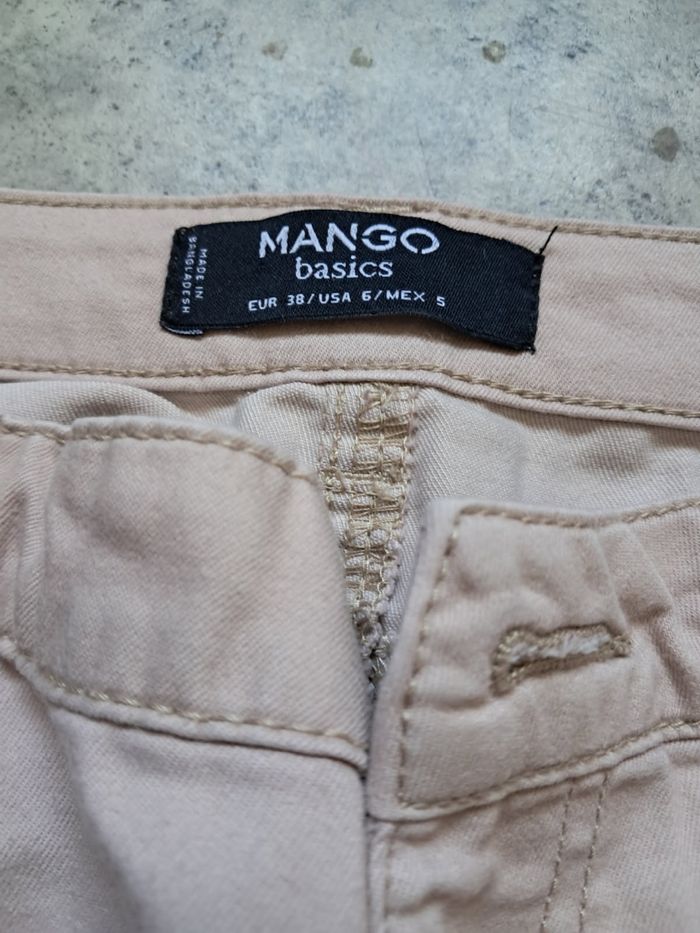 MANGO
basics
EUR 38/USA 6/MEX 5
MADE IN
BANGLADESH